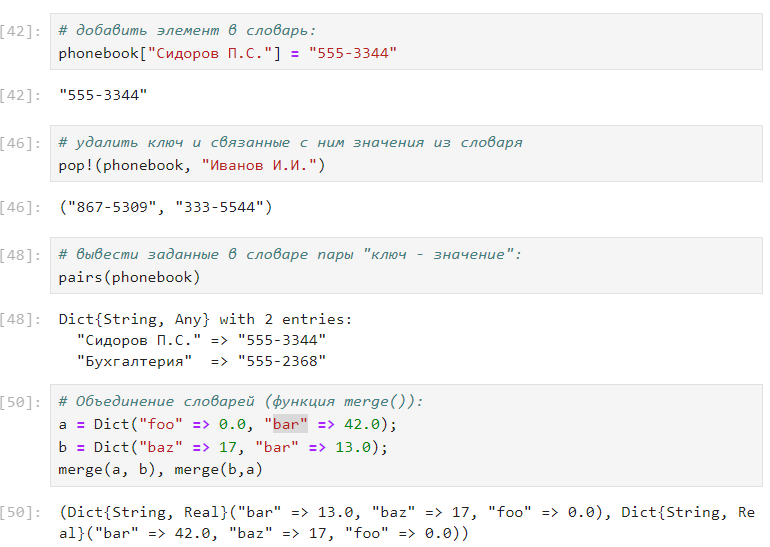 [42]: # добавить элемент в словарь:
phonebook["Сидоров П.С."] = "555-3344"
[42]: "555-3344"
[46]: # удалить ключ и связанные с ним значения из словаря
pop!(phonebook, "Иванов И.И.")
[46]: ("867-5309", "333-5544")
[48]: # вывести заданные в словаре пары "ключ - значение":
pairs(phonebook)
[48]: Dict{String, Any} with 2 entries:
"Сидоров П.С." => "555-3344"
"Бухгалтерия"  => "555-2368"
[50]: # Объединение словарей (функция merge()):
a = Dict("foo" => 0.0, "bar" => 42.0);
b = Dict("baz" => 17, "bar" => 13.0);
merge(a, b), merge(b,a)
[50]: (Dict{String, Real}("bar" => 13.0, "baz" => 17, "foo" => 0.0), Dict{String, Re
al}("bar" => 42.0, "baz" => 17, "foo" => 0.0))